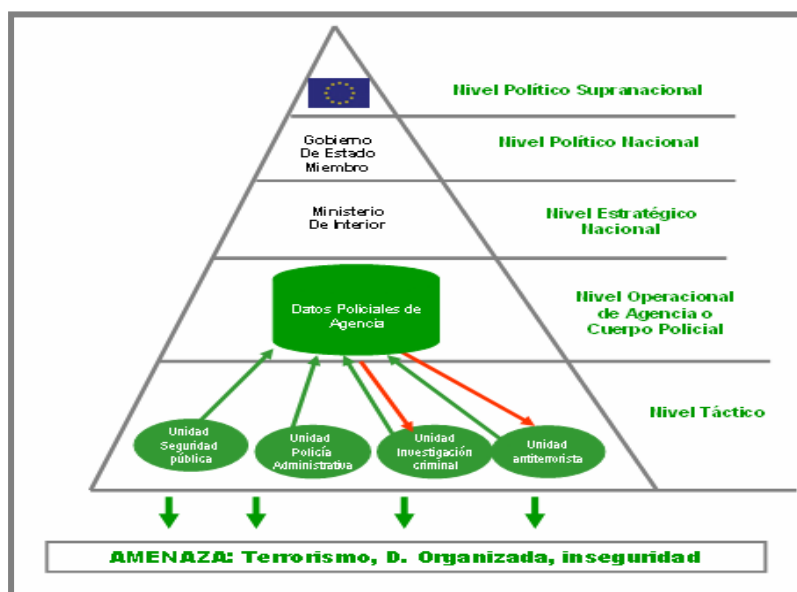 Nivel Político Supranacional
Gobierno
De Estado
Miembro
Nivel Político Nacional
Ministerio
De Interior
Nivel Estratégico
Nacional
Datos Policiales de
Agencia
Nivel Operacional
de Agencia o
Cuerpo Policial
Nivel Táctico
Unidad
Seguridad
pública
Unidad
Policía
Administrativa
Unidad
Investigación
criminal
Unidad
antiterrorista
AMENAZA: Terrorismo, D. Organizada, inseguridad